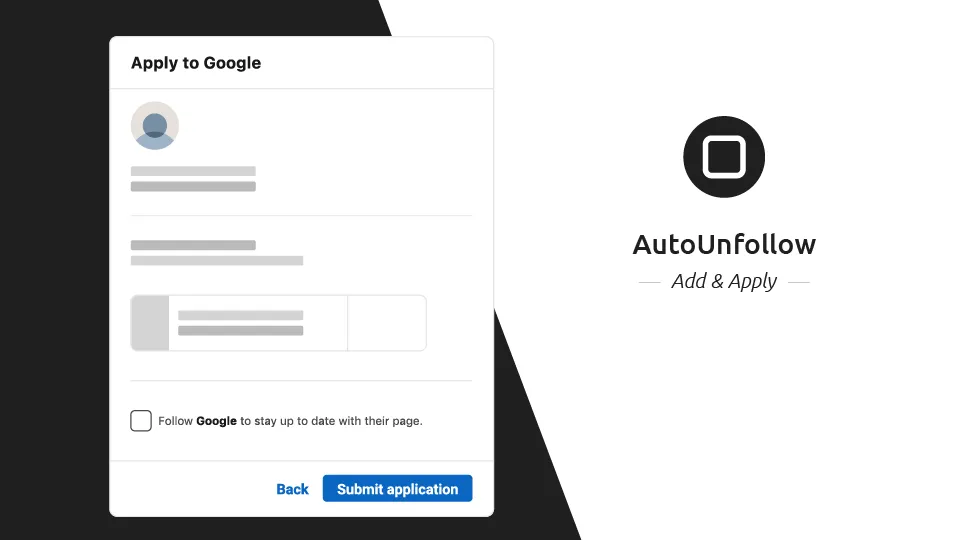 Apply to Google
Follow Google to stay up to date with their page.
Back
Submit application
AutoUnfollow
Add & Apply